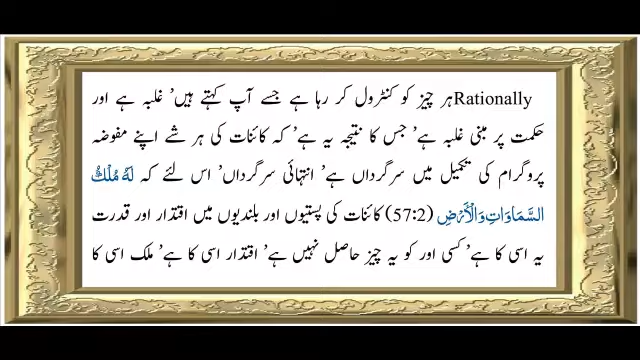 Rationallyہر چیز کو کنٹرول کر رہا ہے جسے آپ کہتے ہیں’ غلبہ ہے اور
حکمت پر مبنی غلبہ ہے’ جس کا نتیجہ یہ ہے’ کہ کائنات کی ہر شے اپنے مفوضہ
پروگرام کی تکمیل میں سرگرداں ہے’ انتہائی سرگرداں’ اس لئے کہ لَهٗ مُلْكُ
السَّمَاوَاتِ وَالْاَرْضِ (57:2) کائنات کی پستیوں اور بلندیوں میں اقتدار اور قدرت
یہ اسی کا ہے’ کسی اور کو یہ چیز حاصل نہیں ہے’ اقتدار اسی کا ہے’ ملک اسی کا